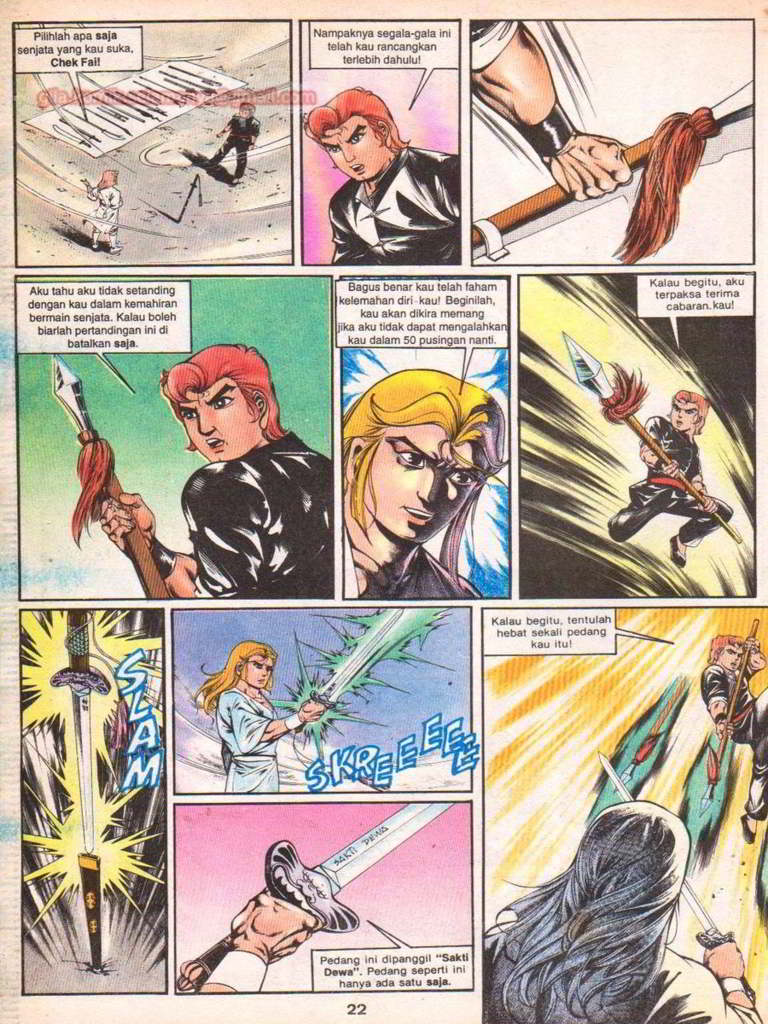 Pilihlah apa saja
senjata yang kau suka,
Chek Fai!
Nampaknya segala-gala ini
telah kau rancangkan
terlebih dahulu!
Aku tahu aku tidak setanding
dengan kau dalam kemahiran
bermain senjata. Kalau boleh
biarlah pertandingan ini di
batalkan saja.
Bagus benar kau telah faham
kelemahan diri-kau! Beginilah,
kau akan dikira memang
jika aku tidak dapat mengalahkan
kau dalam 50 pusingan nanti.
Kalau begitu, aku
terpaksa terima
cabaran.kau!
SLAM
SKREEEEEE
SAKTI DEWA
Pedang ini dipanggil "Sakti
Dewa". Pedang seperti ini
hanya ada satu saja.
Kalau begitu, tentulah
hebat sekali pedang
kau itu!
22